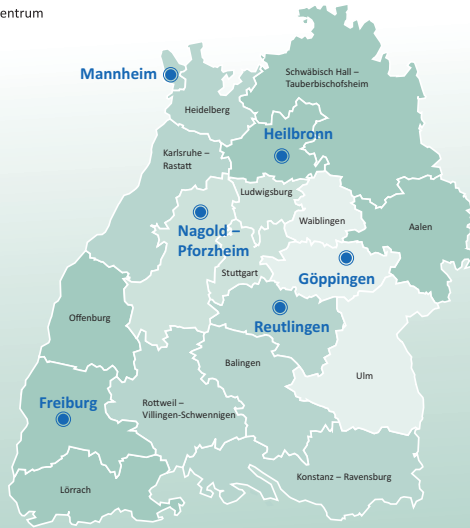 entrum
Mannheim
Schwäbisch Hall –
Tauberbischofsheim
Heidelberg
Heilbronn
Karlsruhe –
Rastatt
Ludwigsburg
Waiblingen
Nagold –
Pforzheim
Aalen
Stuttgart
Göppingen
Offenburg
Reutlingen
Balingen
Ulm
Freiburg
Rottweil –
Villingen-Schwennigen
Konstanz – Ravensburg
Lörrach